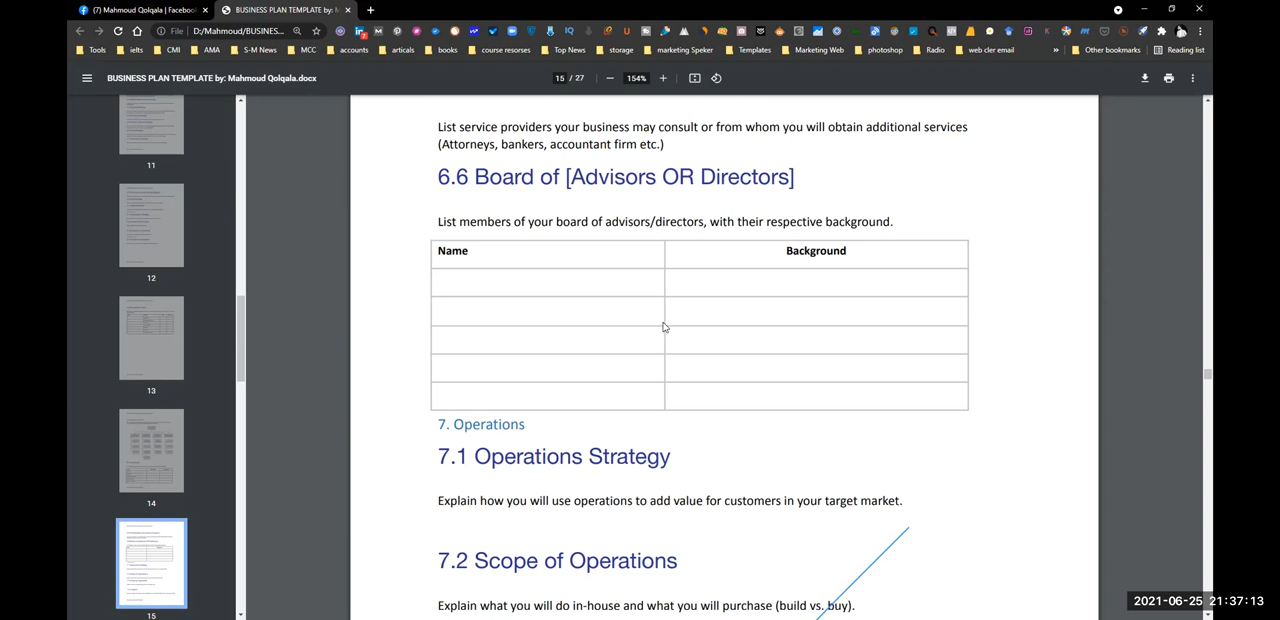 (7) Mahmoud Qolqala | Facebook
BUSINESS PLAN TEMPLATE by: M
File
D:/Mahmoud/BUSINES...
Tools
ielts
CMI
AMA
S-M News
MCC
accounts
articals
books
course resorses
Top News
storage
marketing Speker
Templates
Marketing Web
photoshop
Radio
web cler email
»
Other bookmarks
Reading list
BUSINESS PLAN TEMPLATE by: Mahmoud Qolqala.docx
15 / 27
154%
11
12
13
14
15
List service providers your business may consult or from whom you will obtain additional services
(Attorneys, bankers, accountant firm etc.)
6.6 Board of [Advisors OR Directors]
List members of your board of advisors/directors, with their respective background.
Name
Background
7. Operations
7.1 Operations Strategy
Explain how you will use operations to add value for customers in your target market.
7.2 Scope of Operations
Explain what you will do in-house and what you will purchase (build vs. buy).
2021-06-25 21:37:13